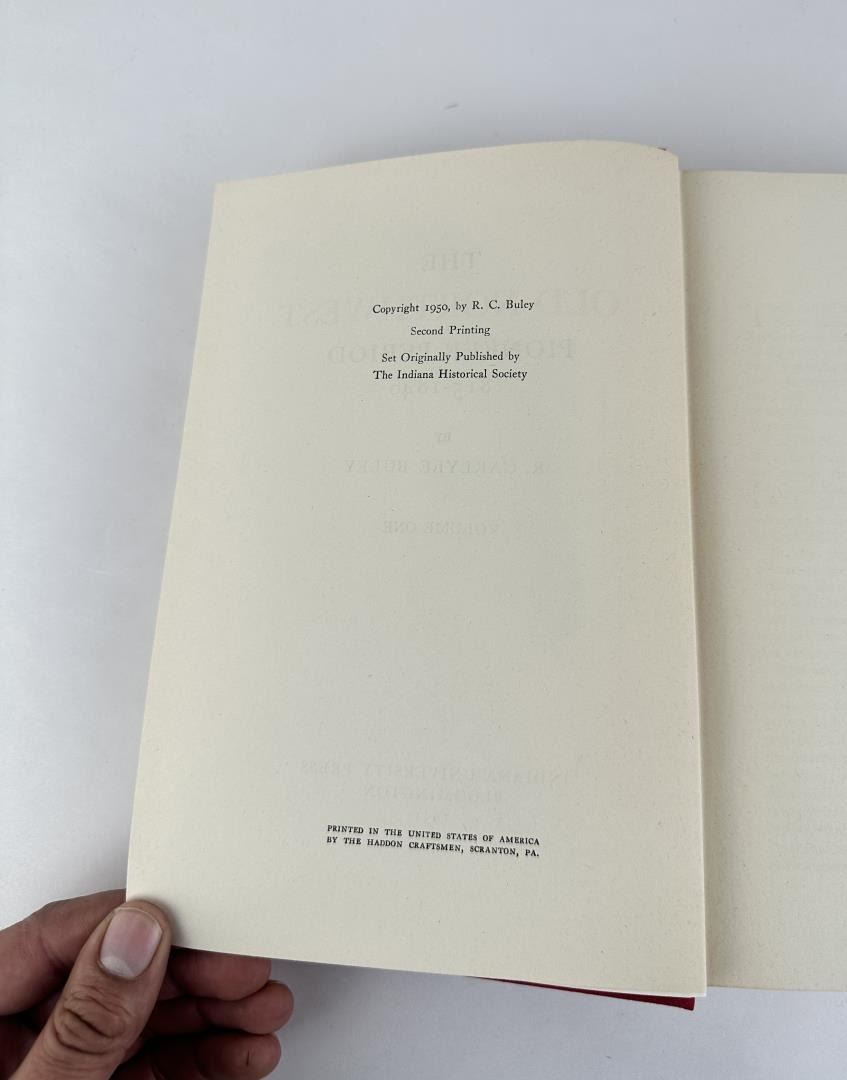 Copyright 1950, by R. C. Buley
Second Printing
Set Originally Published by
The Indiana Historical Society
PRINTED IN THE UNITED STATES OF AMERICA
BY THE HADDON CRAFTSMEN, SCRANTON, PA.